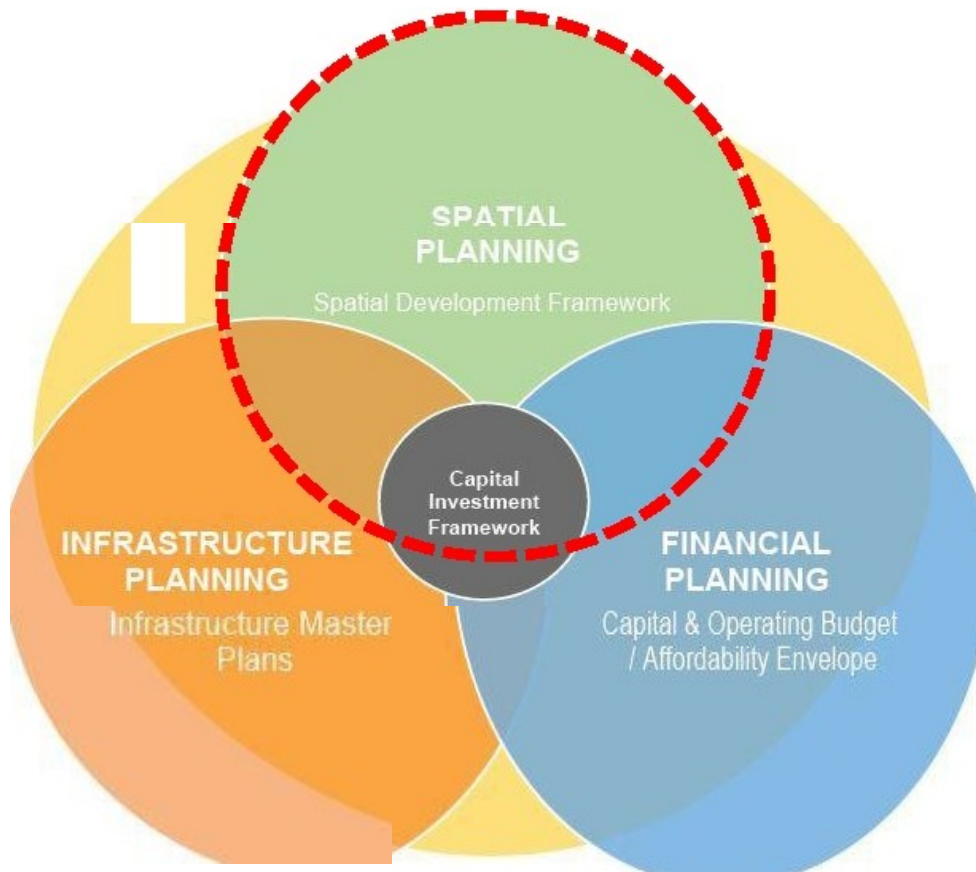 SPATIAL
PLANNING
Spatial Development Framework
Capital
Investment
Framework
INFRASTRUCTURE
PLANNING
Infrastructure Master
Plans
FINANCIAL
PLANNING
Capital & Operating Budget
/ Affordability Envelope